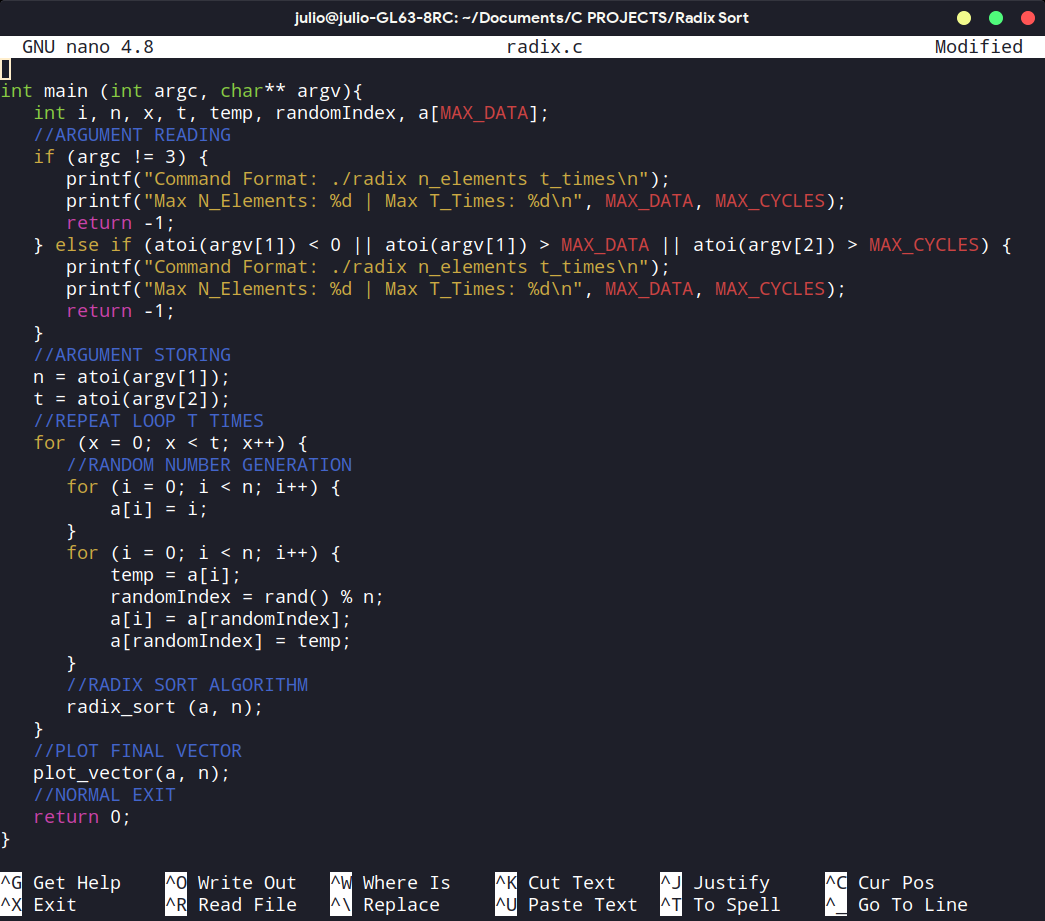 julio@julio-GL63-8RC: ~/Documents/C PROJECTS/Radix Sort
GNU nano 4.8 radix.c Modified
int main (int argc, char** argv){
   int i, n, x, t, temp, randomIndex, a[MAX_DATA];
   //ARGUMENT READING
   if (argc != 3) {
      printf("Command Format: ./radix n_elements t_times\n");
      printf("Max N_Elements: %d | Max T_Times: %d\n", MAX_DATA, MAX_CYCLES);
      return -1;
   } else if (atoi(argv[1]) < 0 || atoi(argv[1]) > MAX_DATA || atoi(argv[2]) > MAX_CYCLES) {
      printf("Command Format: ./radix n_elements t_times\n");
      printf("Max N_Elements: %d | Max T_Times: %d\n", MAX_DATA, MAX_CYCLES);
      return -1;
   }
   //ARGUMENT STORING
   n = atoi(argv[1]);
   t = atoi(argv[2]);
   //REPEAT LOOP T TIMES
   for (x = 0; x < t; x++) {
      //RANDOM NUMBER GENERATION
      for (i = 0; i < n; i++) {
          a[i] = i;
      }
      for (i = 0; i < n; i++) {
          temp = a[i];
          randomIndex = rand() % n;
          a[i] = a[randomIndex];
          a[randomIndex] = temp;
      }
      //RADIX SORT ALGORITHM
      radix_sort (a, n);
   }
   //PLOT FINAL VECTOR
   plot_vector(a, n);
   //NORMAL EXIT
   return 0;
}
^G Get Help ^O Write Out ^W Where Is ^K Cut Text ^J Justify ^C Cur Pos
^X Exit ^R Read File ^\ Replace ^U Paste Text ^T To Spell ^_ Go To Line